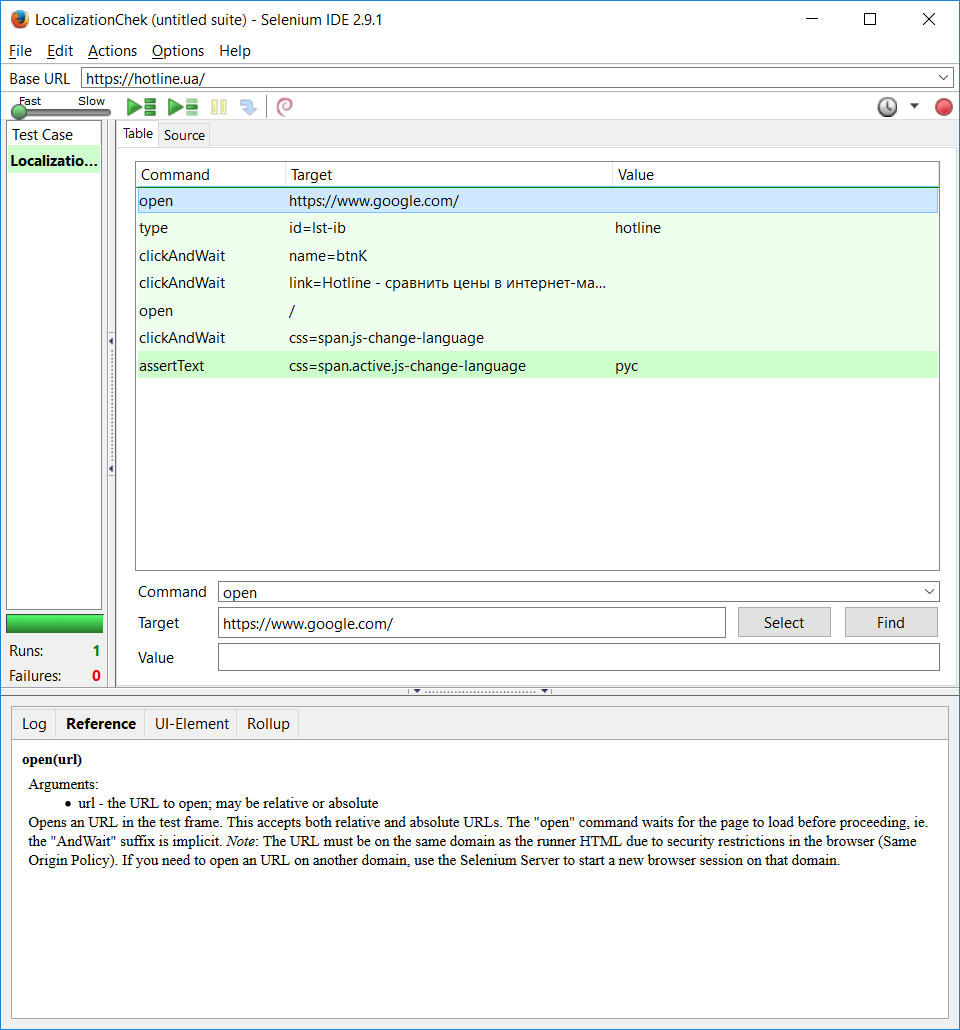 LocalizationChek (untitled suite) - Selenium IDE 2.9.1
File Edit Actions Options Help
Base URL https://hotline.ua/
Fast Slow
Test Case
Localizatio...
Table Source
Command Target Value
open https://www.google.com/
type id=lst-ib hotline
clickAndWait name=btnK
clickAndWait link=Hotline - сравнить цены в интернет-ма...
open /
clickAndWait css=span.js-change-language
assertText css=span.active.js-change-language рус
Command open
Target https://www.google.com/ Select Find
Value
Runs: 1
Failures: 0
Log Reference UI-Element Rollup
open(url)
Arguments:
• url - the URL to open; may be relative or absolute
Opens an URL in the test frame. This accepts both relative and absolute URLs. The "open" command waits for the page to load before proceeding, ie.
the "AndWait" suffix is implicit. Note: The URL must be on the same domain as the runner HTML due to security restrictions in the browser (Same
Origin Policy). If you need to open an URL on another domain, use the Selenium Server to start a new browser session on that domain.